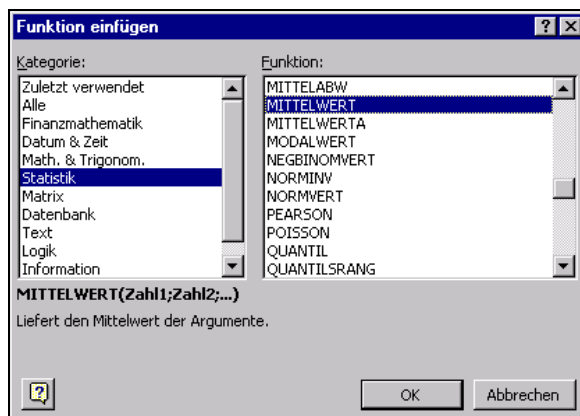 Funktion einfügen
Kategorie:
Zuletzt verwendet
Alle
Finanzmathematik
Datum & Zeit
Math. & Trigonom.
Statistik
Matrix
Datenbank
Text
Logik
Information
Funktion:
MITTELABW
MITTELWERT
MITTELWERTA
MODALWERT
NEGBINOMVERT
NORMINV
NORMVERT
PEARSON
POISSON
QUANTIL
QUANTILSRANG
MITTELWERT(Zahl1;Zahl2;...)
Liefert den Mittelwert der Argumente.
OK
Abbrechen